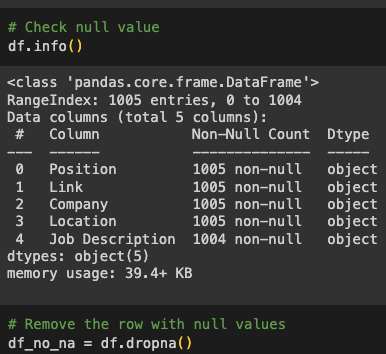 # Check null value
df.info()
<class 'pandas.core.frame.DataFrame'>
RangeIndex: 1005 entries, 0 to 1004
Data columns (total 5 columns):
 #   Column           Non-Null Count  Dtype
---  ------           --------------  -----
 0   Position         1005 non-null   object
 1   Link             1005 non-null   object
 2   Company          1005 non-null   object
 3   Location         1005 non-null   object
 4   Job Description  1004 non-null   object
dtypes: object(5)
memory usage: 39.4+ KB
# Remove the row with null values
df_no_na = df.dropna()